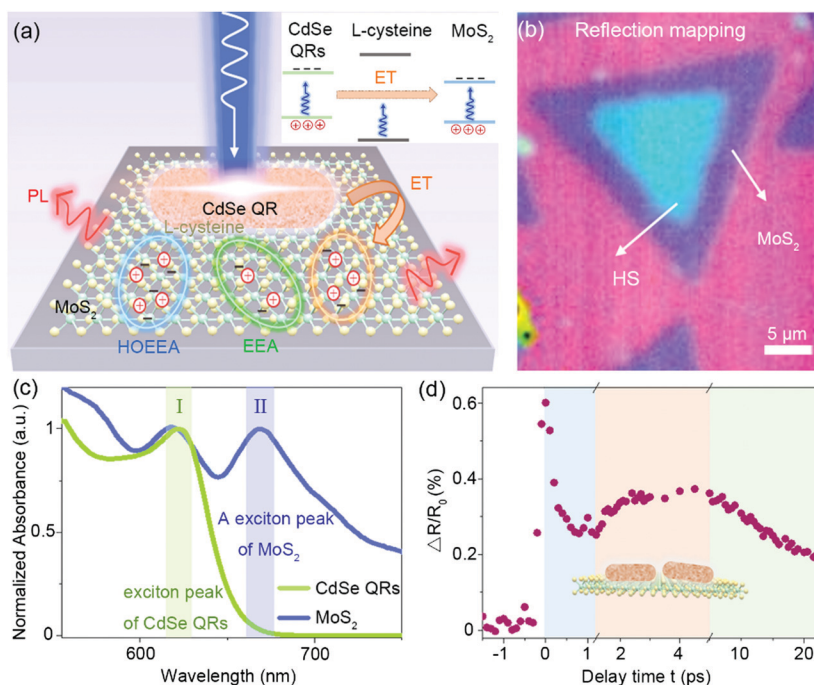 (a)
CdSe
QRs
L-cysteine
MoS₂
ET
PL
ET
CdSe QR
L-cysteine
MoS₂
HOEEA
EEA
(b)
Reflection mapping
MoS₂
HS
5 μm
(c)
Normalized Absorbance (a.u.)
1
0.5
0
I
II
A exciton peak
of MoS₂
exciton peak
of CdSe QRs
CdSe QRs
MoS₂
600
700
Wavelength (nm)
(d)
△R/R₀ (%)
0.6
0.4
0.2
0.0
-1
0
1
2
4
10
20
Delay time t (ps)